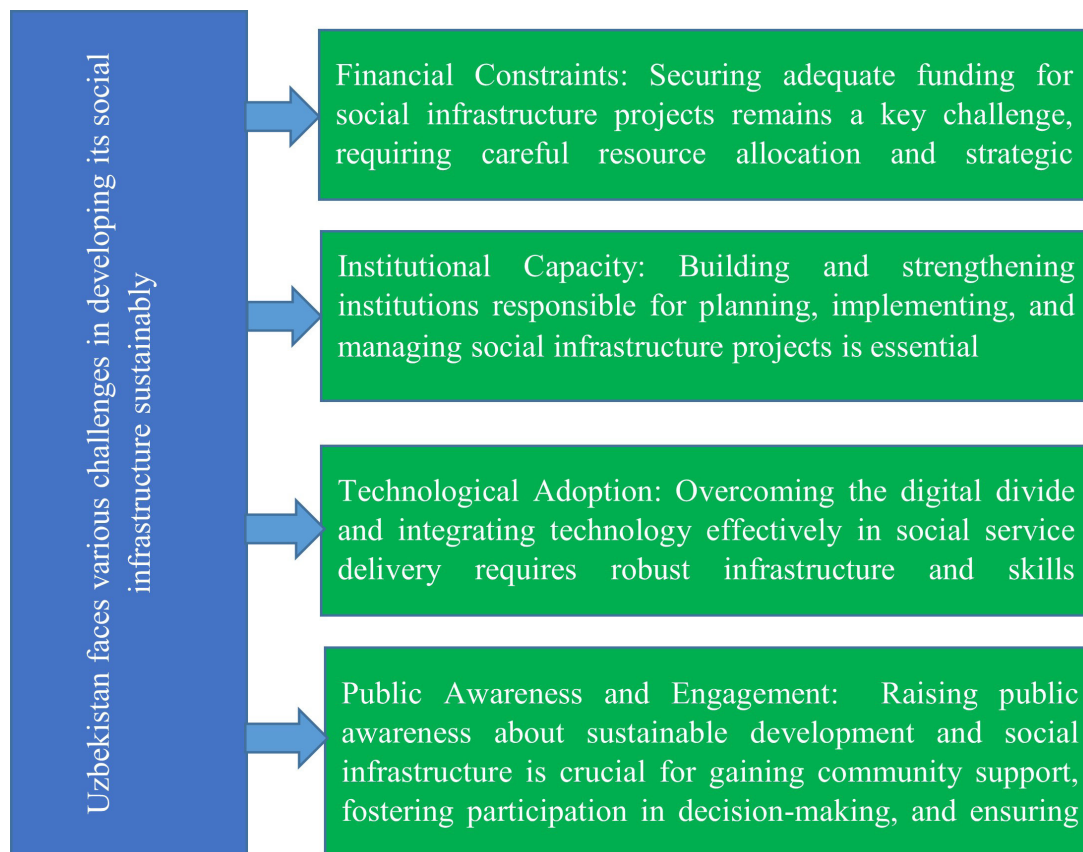 Uzbekistan faces various challenges in developing its social
infrastructure sustainably
Financial Constraints: Securing adequate funding for
social infrastructure projects remains a key challenge,
requiring careful resource allocation and strategic
Institutional Capacity: Building and strengthening
institutions responsible for planning, implementing, and
managing social infrastructure projects is essential
Technological Adoption: Overcoming the digital divide
and integrating technology effectively in social service
delivery requires robust infrastructure and skills
Public Awareness and Engagement: Raising public
awareness about sustainable development and social
infrastructure is crucial for gaining community support,
fostering participation in decision-making, and ensuring